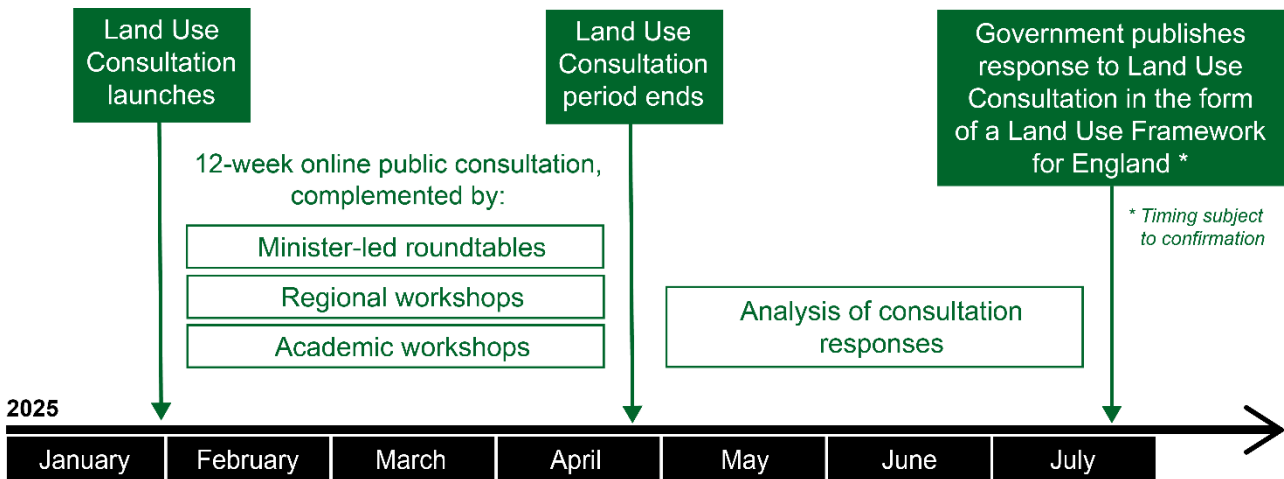 Land Use
Consultation
launches
Land Use
Consultation
period ends
Government publishes
response to Land Use
Consultation in the form
of a Land Use Framework
for England *
12-week online public consultation,
complemented by:
Minister-led roundtables
Regional workshops
Academic workshops
* Timing subject
to confirmation
Analysis of consultation
responses
2025
January
February
March
April
May
June
July